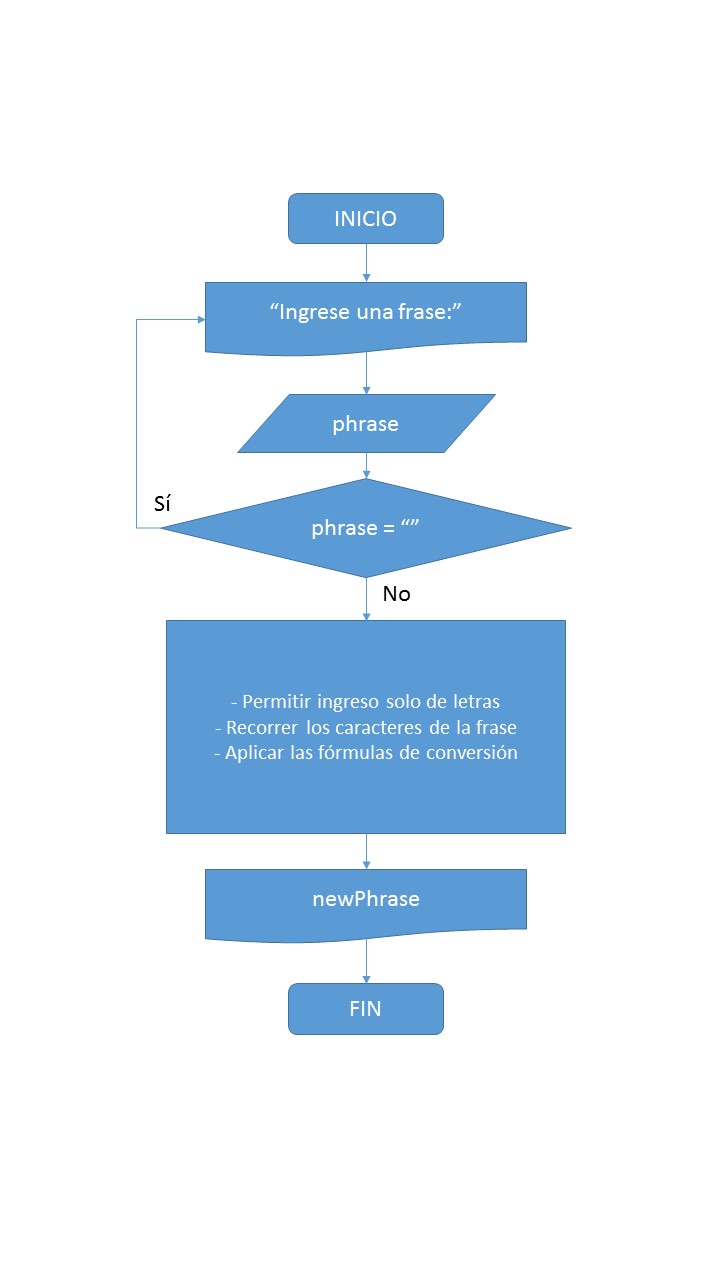 INICIO
“Ingrese una frase:”
phrase
Sí
phrase = “”
No
- Permitir ingreso solo de letras
- Recorrer los caracteres de la frase
- Aplicar las fórmulas de conversión
newPhrase
FIN